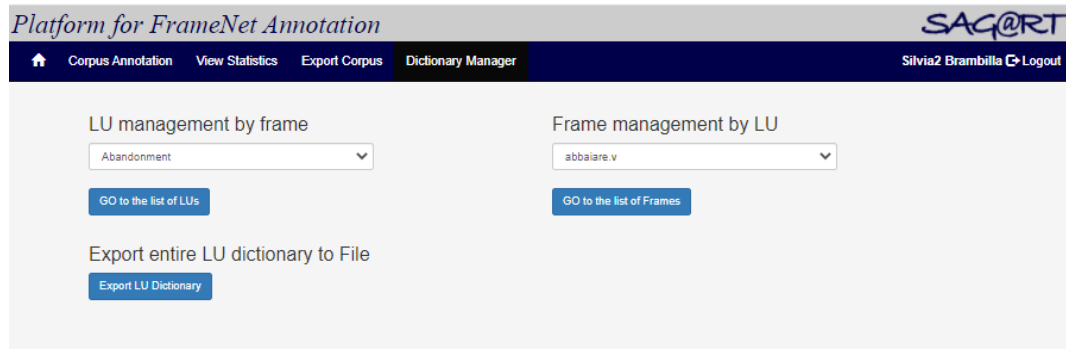 Platform for FrameNet Annotation
SAG@RT
Corpus Annotation View Statistics Export Corpus Dictionary Manager
Silvia2 Brambilla Logout
LU management by frame
Abandonment
GO to the list of LUs
Frame management by LU
abbaiare.v
GO to the list of Frames
Export entire LU dictionary to File
Export LU Dictionary